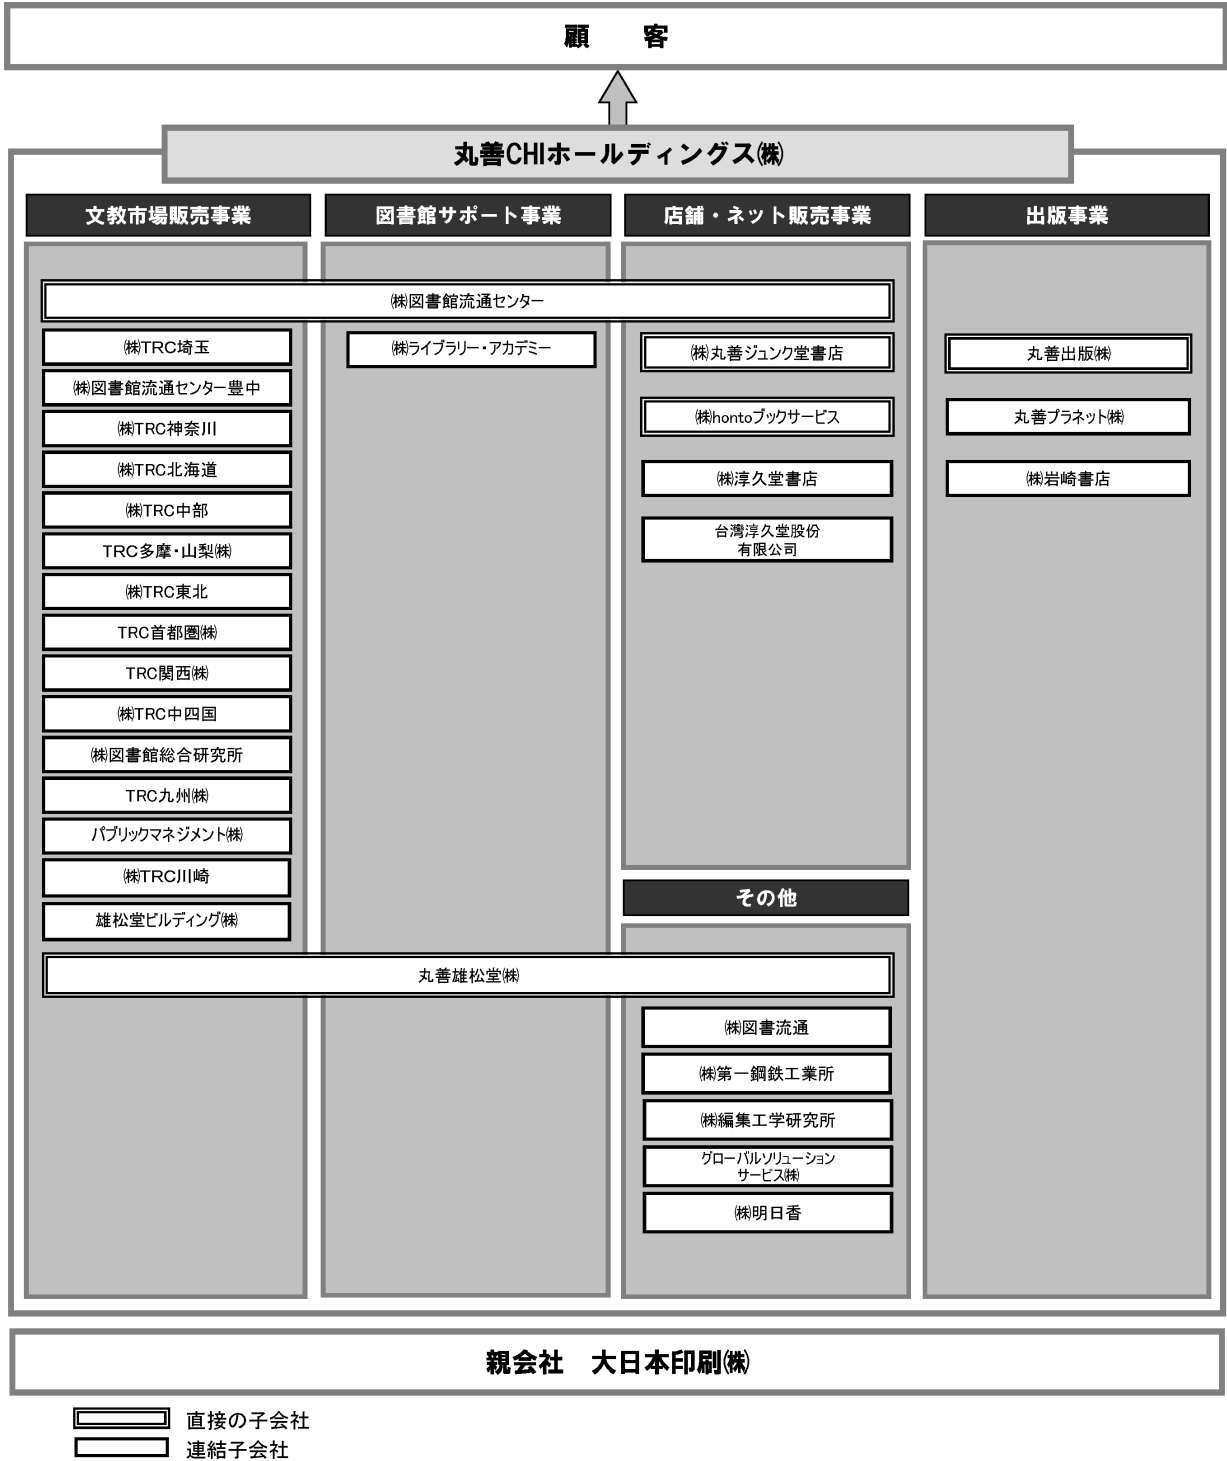 顧　客
丸善CHIホールディングス㈱
文教市場販売事業
図書館サポート事業
店舗・ネット販売事業
出版事業
㈱図書館流通センター
㈱TRC埼玉
㈱図書館流通センター豊中
㈱TRC神奈川
㈱TRC北海道
㈱TRC中部
TRC多摩・山梨㈱
㈱TRC東北
TRC首都圏㈱
TRC関西㈱
㈱TRC中四国
㈱図書館総合研究所
TRC九州㈱
パブリックマネジメント㈱
㈱TRC川崎
雄松堂ビルディング㈱
㈱ライブラリー・アカデミー
㈱丸善ジュンク堂書店
㈱hontoブックサービス
㈱淳久堂書店
台灣淳久堂股份
有限公司
丸善出版㈱
丸善プラネット㈱
㈱岩崎書店
その他
丸善雄松堂㈱
㈱図書流通
㈱第一鋼鉄工業所
㈱編集工学研究所
グローバルソリューション
サービス㈱
㈱明日香
親会社　大日本印刷㈱
直接の子会社
連結子会社